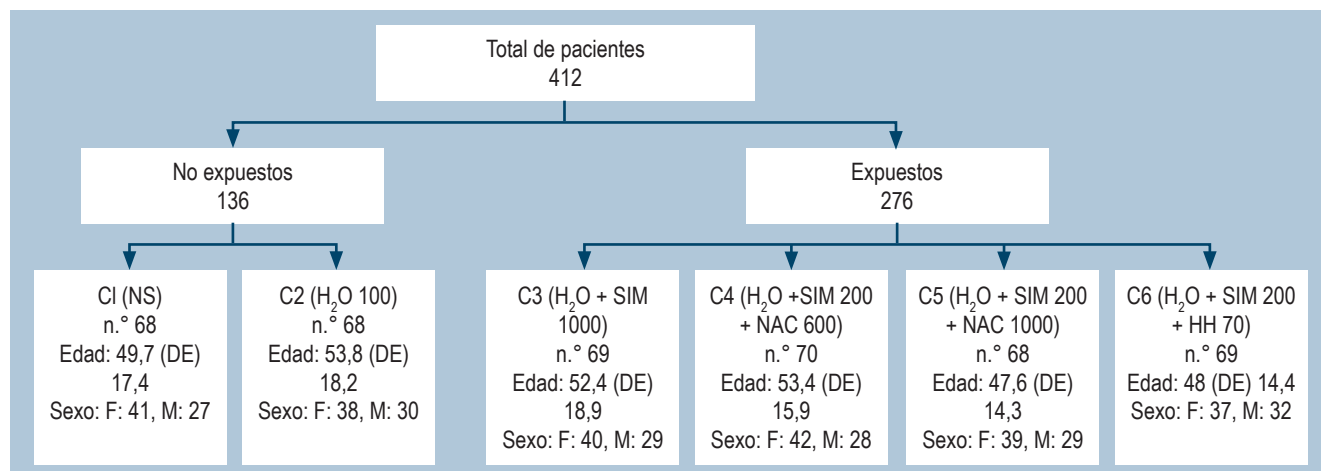 Total de pacientes
412
No expuestos
136
Expuestos
276
Cl (NS)
n.° 68
Edad: 49,7 (DE)
17,4
Sexo: F: 41, M: 27
C2 (H₂O 100)
n.° 68
Edad: 53,8 (DE)
18,2
Sexo: F: 38, M: 30
C3 (H₂O + SIM
1000)
n.° 69
Edad: 52,4 (DE)
18,9
Sexo: F: 40, M: 29
C4 (H₂O +SIM 200
+ NAC 600)
n.° 70
Edad: 53,4 (DE)
15,9
Sexo: F: 42, M: 28
C5 (H₂O + SIM 200
+ NAC 1000)
n.° 68
Edad: 47,6 (DE)
14,3
Sexo: F: 39, M: 29
C6 (H₂O + SIM 200
+ HH 70)
n.° 69
Edad: 48 (DE) 14,4
Sexo: F: 37, M: 32